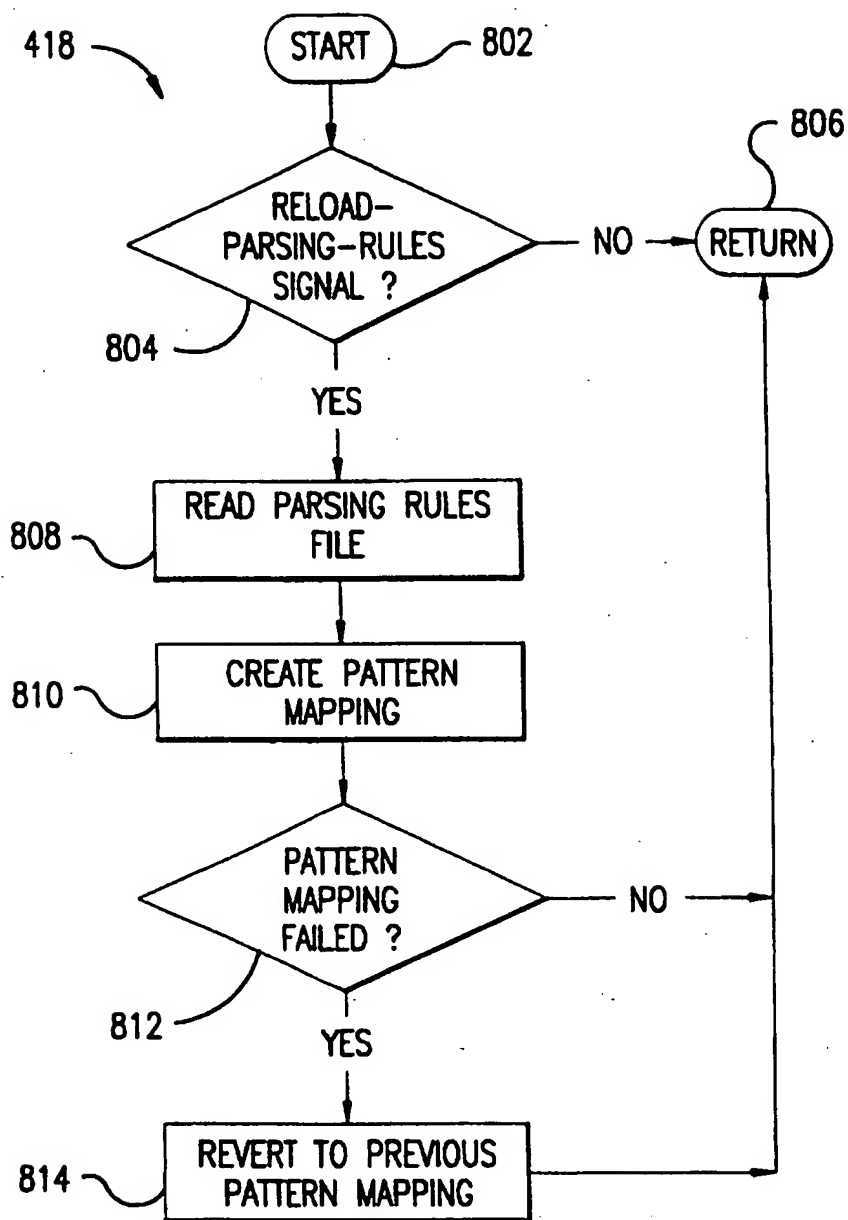 418
START
802
806
RELOAD-
PARSING-RULES
SIGNAL ?
NO
RETURN
804
YES
808
READ PARSING RULES
FILE
810
CREATE PATTERN
MAPPING
PATTERN
MAPPING
FAILED ?
NO
812
YES
814
REVERT TO PREVIOUS
PATTERN MAPPING